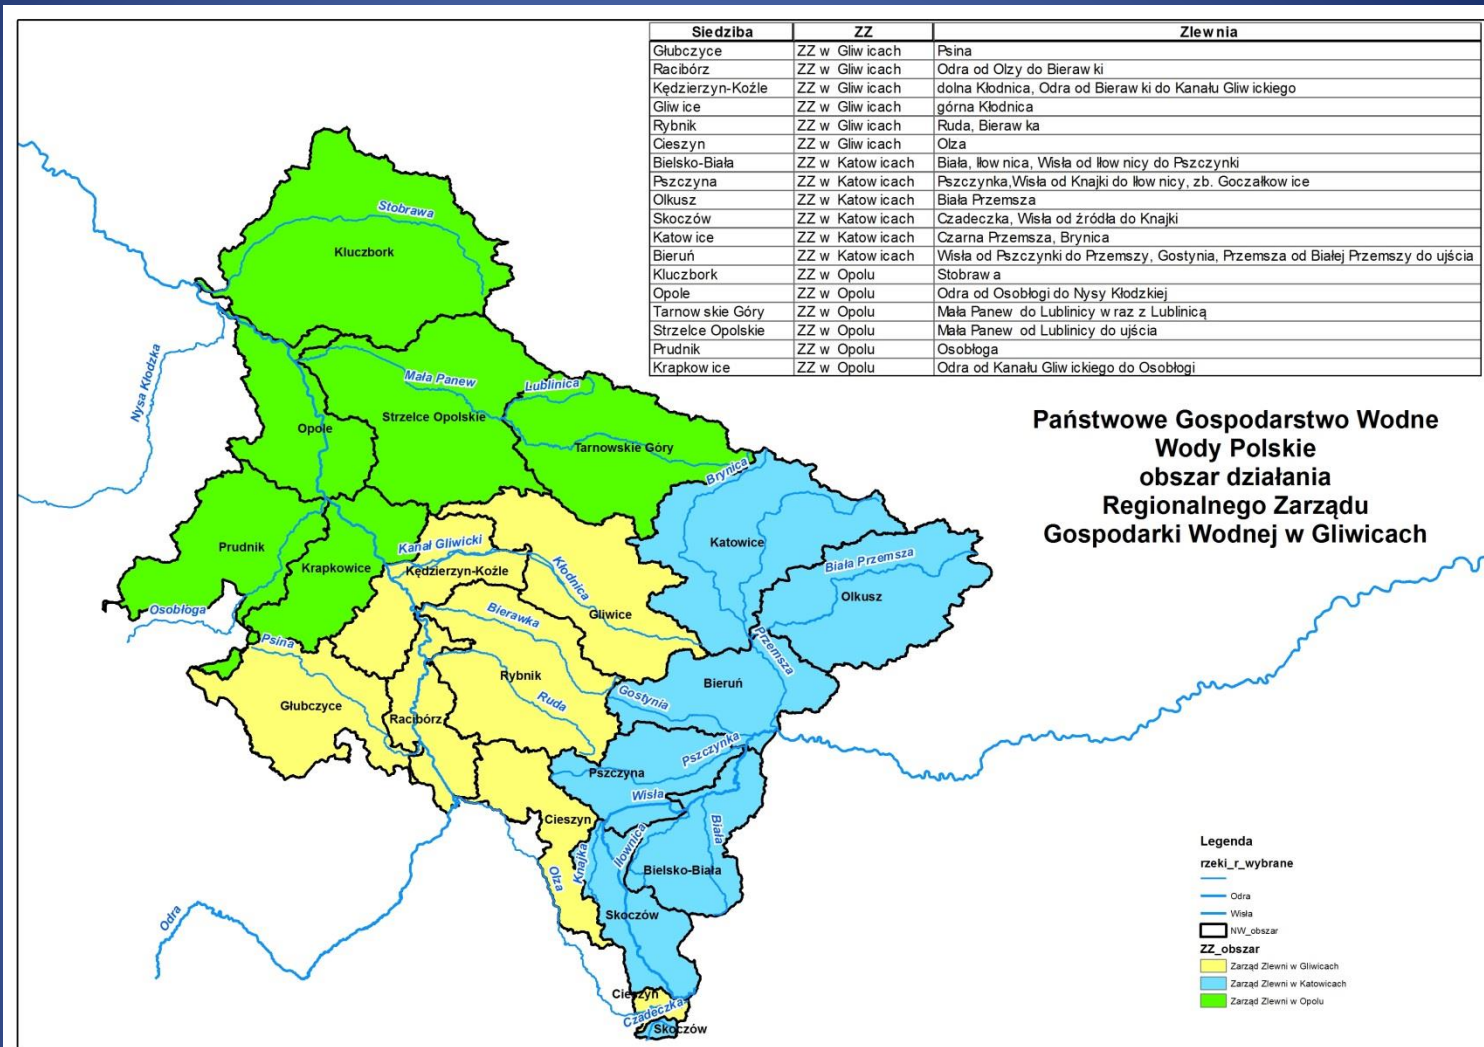 Siedziba ZZ Zlewnia
Głubczyce ZZ w Gliwicach Psina
Racibórz ZZ w Gliwicach Odra od Olzy do Bierawki
Kędzierzyn-Koźle ZZ w Gliwicach dolna Kłodnica, Odra od Bierawki do Kanału Gliwickiego
Gliwice ZZ w Gliwicach górna Kłodnica
Rybnik ZZ w Gliwicach Ruda, Bierawka
Cieszyn ZZ w Gliwicach Olza
Bielsko-Biała ZZ w Katowicach Biała, Iłownica, Wisła od Iłownicy do Pszczynki
Pszczyna ZZ w Katowicach Pszczynka,Wisła od Knajki do Iłownicy, zb. Goczałkowice
Olkusz ZZ w Katowicach Biała Przemsza
Skoczów ZZ w Katowicach Czadeczka, Wisła od źródła do Knajki
Katowice ZZ w Katowicach Czarna Przemsza, Brynica
Bieruń ZZ w Katowicach Wisła od Pszczynki do Przemszy, Gostynia, Przemsza od Białej Przemszy do ujścia
Kluczbork ZZ w Opolu Stobrawa
Opole ZZ w Opolu Odra od Osobłogi do Nysy Kłodzkiej
Tarnowskie Góry ZZ w Opolu Mała Panew do Lublinicy wraz z Lublinicą
Strzelce Opolskie ZZ w Opolu Mała Panew od Lublinicy do ujścia
Prudnik ZZ w Opolu Osobłoga
Krapkowice ZZ w Opolu Odra od Kanału Gliwickiego do Osobłogi
Państwowe Gospodarstwo Wodne
Wody Polskie
obszar działania
Regionalnego Zarządu
Gospodarki Wodnej w Gliwicach
Stobrawa
Kluczbork
Nysa Kłodzka
Mała Panew
Lublinica
Strzelce Opolskie
Opole
Tarnowskie Góry
Brynica
Prudnik
Kanał Gliwicki
Katowice
Krapkowice
Kędzierzyn-Koźle
Kłodnica
Biała Przemsza
Olkusz
Osobłoga
Bierawka
Gliwice
Psina
Przemsza
Rybnik
Bieruń
Ruda
Gostynia
Głubczyce
Racibórz
Pszczynka
Pszczyna
Wisła
Cieszyn
Biała
Iłownica
Knajka
Olza
Bielsko-Biała
Odra
Skoczów
Cieszyn
Czadeczka
Skoczów
Legenda
rzeki_r_wybrane
Odra
Wisła
NW_obszar
ZZ_obszar
Zarząd Zlewni w Gliwicach
Zarząd Zlewni w Katowicach
Zarząd Zlewni w Opolu